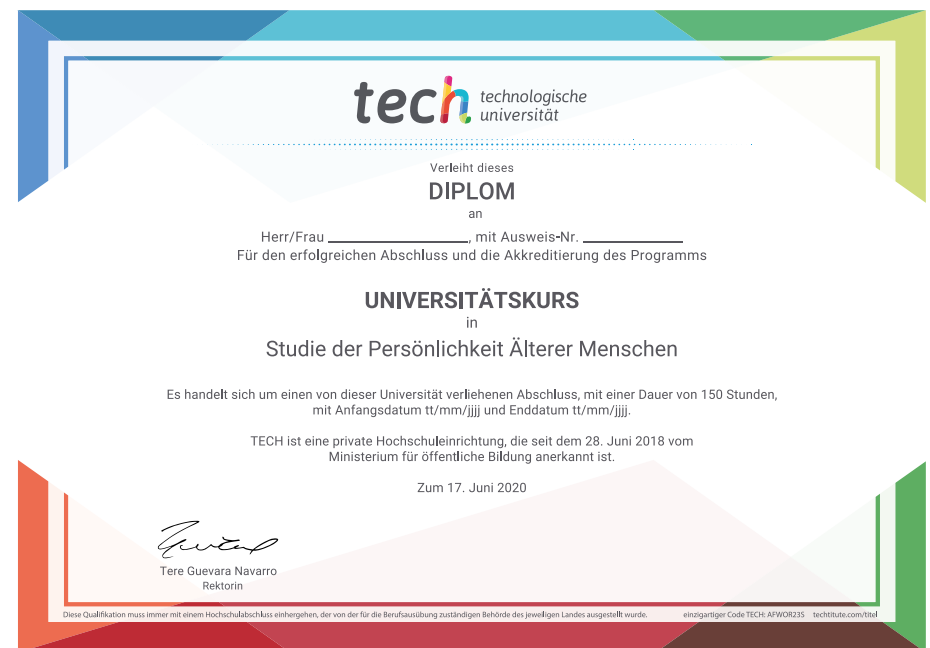 tech technologische
universität
Verleiht dieses
DIPLOM
an
Herr/Frau ____________________, mit Ausweis-Nr. ______________
Für den erfolgreichen Abschluss und die Akkreditierung des Programms
UNIVERSITÄTSKURS
in
Studie der Persönlichkeit Älterer Menschen
Es handelt sich um einen von dieser Universität verliehenen Abschluss, mit einer Dauer von 150 Stunden,
mit Anfangsdatum tt/mm/jjjj und Enddatum tt/mm/jjjj.
TECH ist eine private Hochschuleinrichtung, die seit dem 28. Juni 2018 vom
Ministerium für öffentliche Bildung anerkannt ist.
Zum 17. Juni 2020
Tere Guevara Navarro
Rektorin
Diese Qualifikation muss immer mit einem Hochschulabschluss einhergehen, der von der für die Berufsausübung zuständigen Behörde des jeweiligen Landes ausgestellt wurde. einzigartiger Code TECH: AFWOR23S techtitute.com/titel